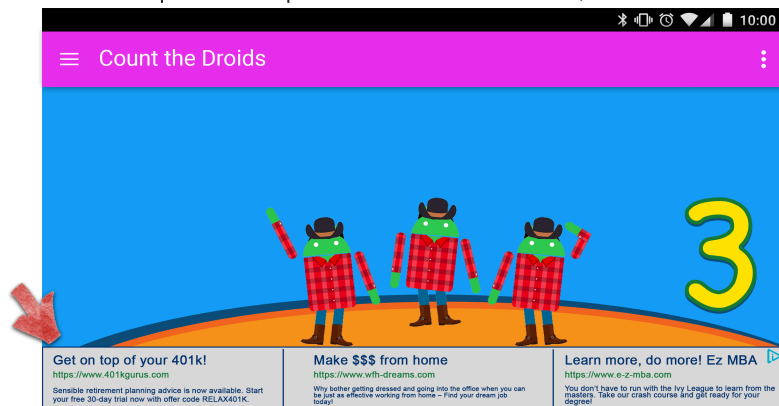 10:00
Count the Droids
3
Get on top of your 401k!
https://www.401kgurus.com
Sensible retirement planning advice is now available. Start
your free 30-day trial now with offer code RELAX401K.
Make $$$ from home
https://www.wfh-dreams.com
Why bother getting dressed and going into the office when you can
be just as effective working from home – Find your dream job
today!
Learn more, do more! Ez MBA
https://www.e-z-mba.com
You don't have to run with the Ivy League to learn from the
masters. Take our crash course and get ready for your
degree!